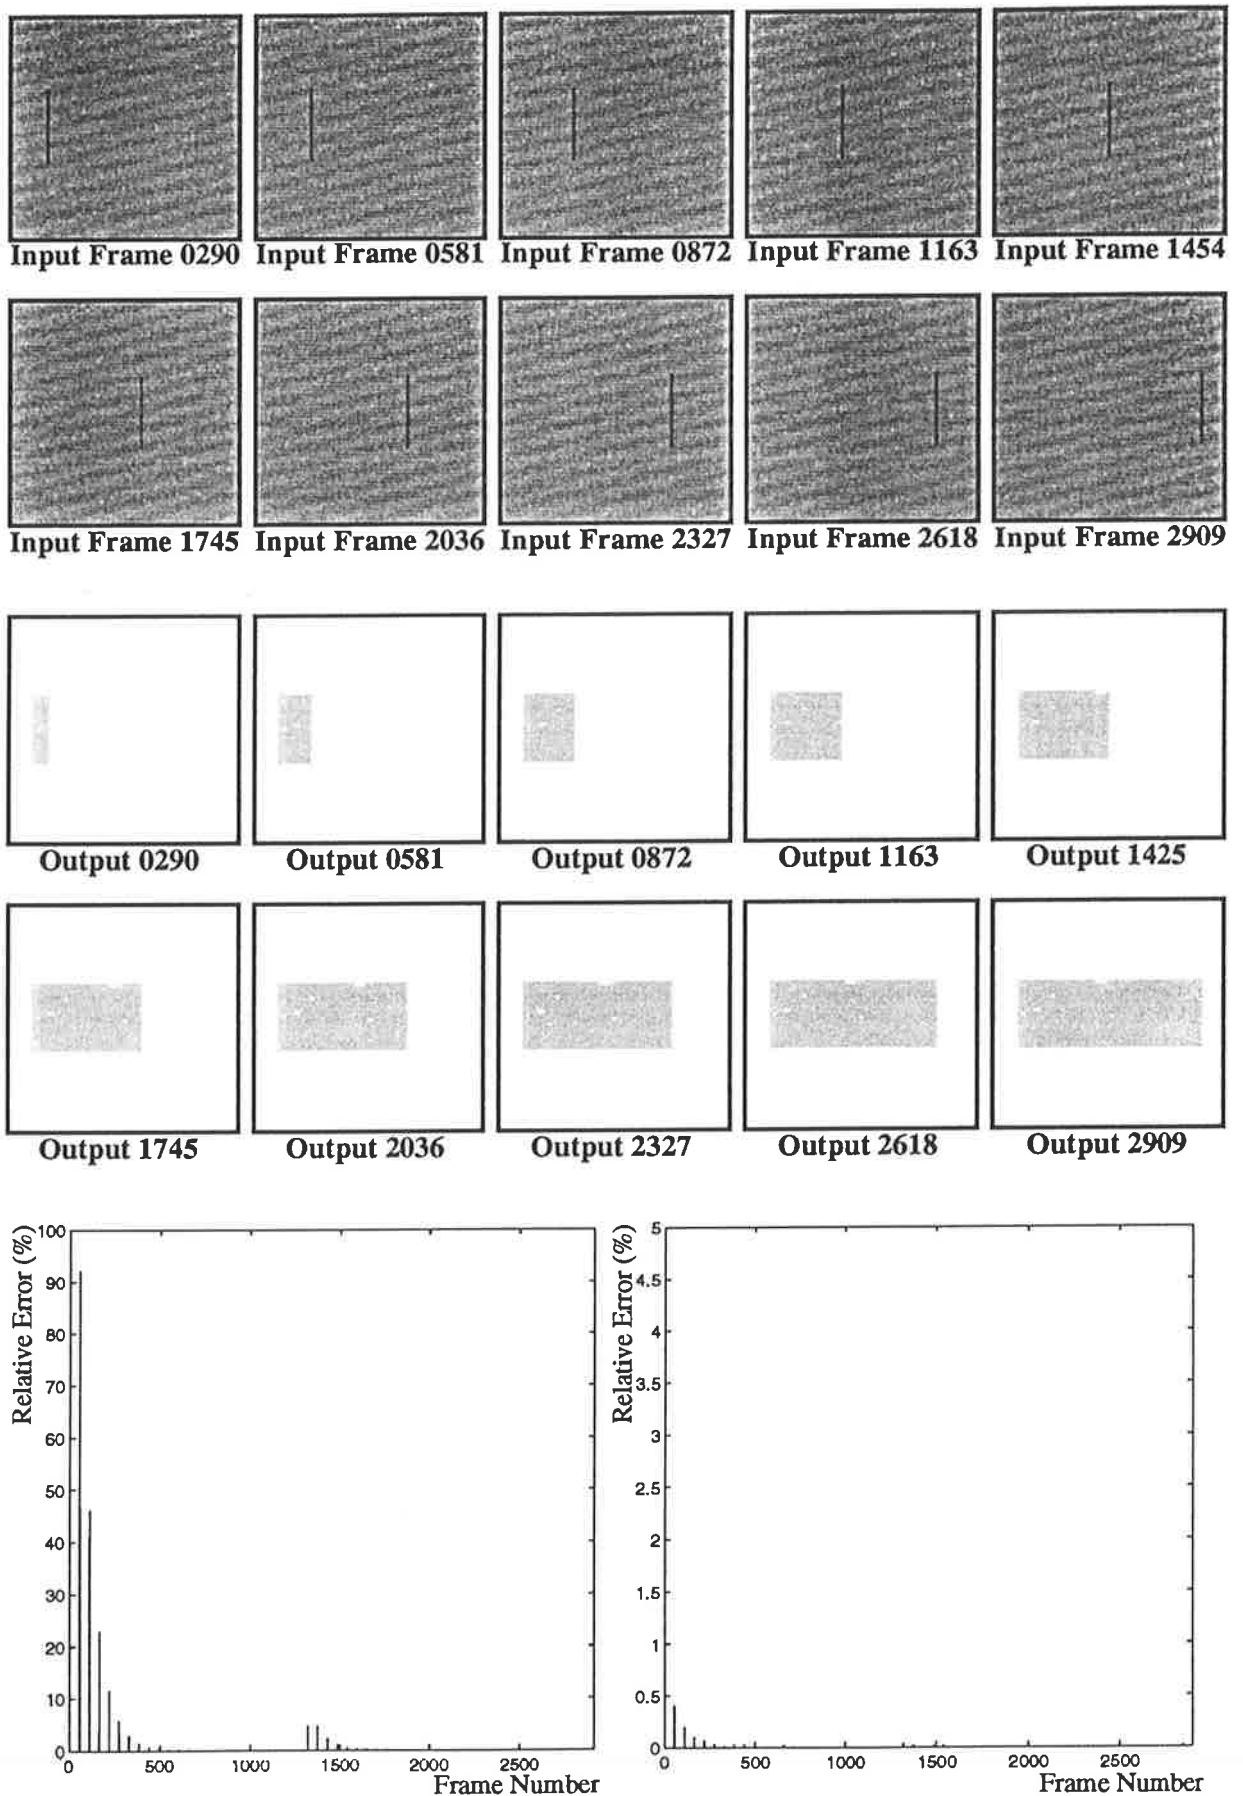 Input Frame 0290 Input Frame 0581 Input Frame 0872 Input Frame 1163 Input Frame 1454
Input Frame 1745 Input Frame 2036 Input Frame 2327 Input Frame 2618 Input Frame 2909
Output 0290 Output 0581 Output 0872 Output 1163 Output 1425
Output 1745 Output 2036 Output 2327 Output 2618 Output 2909
Relative Error (%)
100
90
80
70
60
50
40
30
20
10
0
0 500 1000 1500 2000 2500
Frame Number
Relative Error (%)
5
4.5
4
3.5
3
2.5
2
1.5
1
0.5
0
0 500 1000 1500 2000 2500
Frame Number